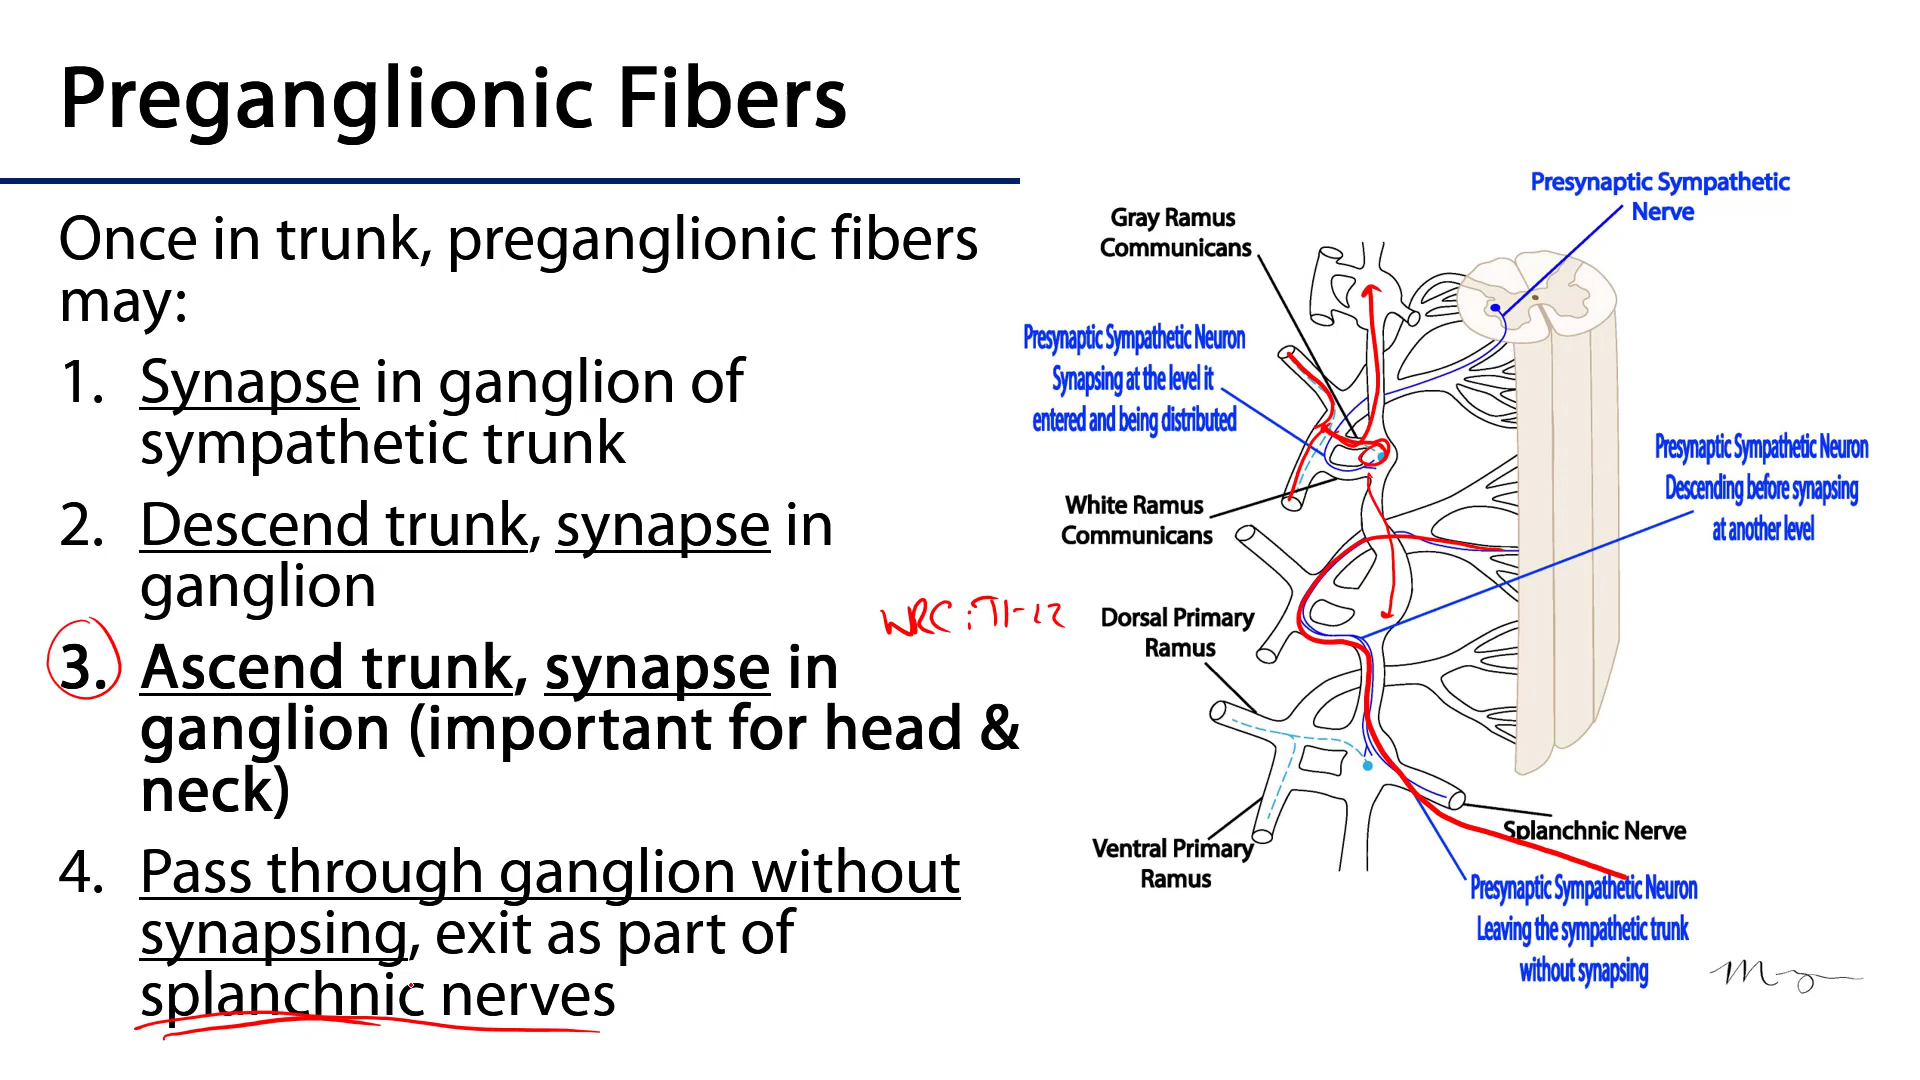 Preganglionic Fibers
Once in trunk, preganglionic fibers
may:
1. Synapse in ganglion of
sympathetic trunk
2. Descend trunk, synapse in
ganglion
3. Ascend trunk, synapse in
ganglion (important for head &
neck)
4. Pass through ganglion without
synapsing, exit as part of
splanchnic nerves
WRC: T1-L2
Presynaptic Sympathetic
Nerve
Gray Ramus
Communicans
Presynaptic Sympathetic Neuron
Synapsing at the level it
entered and being distributed
White Ramus
Communicans
Presynaptic Sympathetic Neuron
Descending before synapsing
at another level
Dorsal Primary
Ramus
Ventral Primary
Ramus
Splanchnic Nerve
Presynaptic Sympathetic Neuron
Leaving the sympathetic trunk
without synapsing